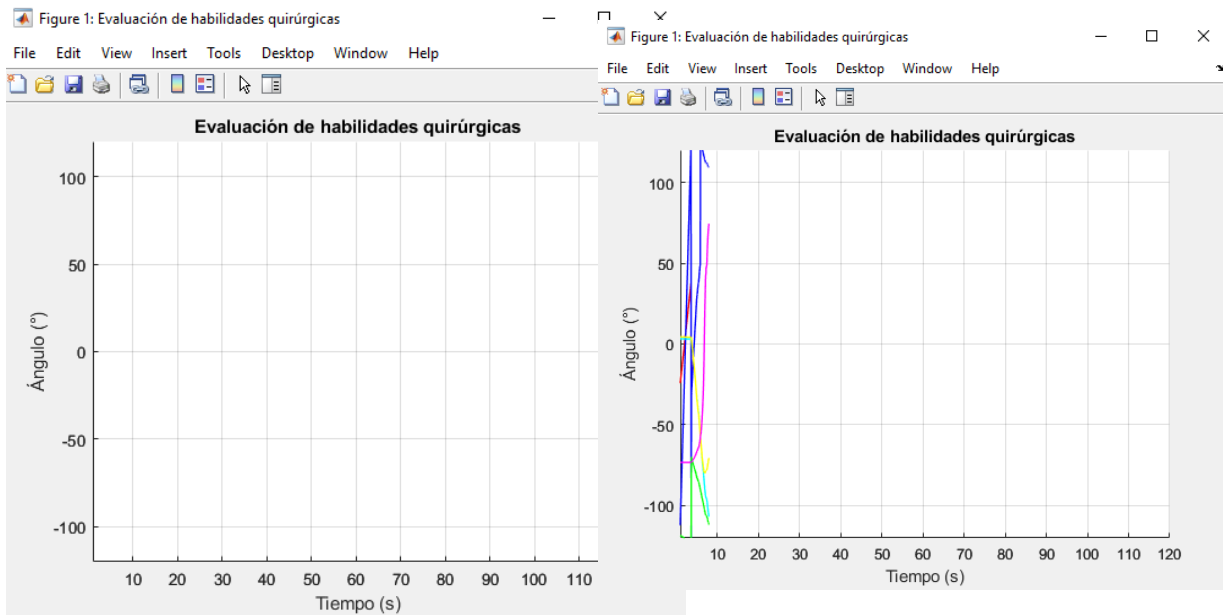 Figure 1: Evaluación de habilidades quirúrgicas
File Edit View Insert Tools Desktop Window Help
Evaluación de habilidades quirúrgicas
100
50
0
-50
-100
Ángulo (°)
10 20 30 40 50 60 70 80 90 100 110
Tiempo (s)
Figure 1: Evaluación de habilidades quirúrgicas
File Edit View Insert Tools Desktop Window Help
Evaluación de habilidades quirúrgicas
100
50
0
-50
-100
Ángulo (°)
10 20 30 40 50 60 70 80 90 100 110 120
Tiempo (s)